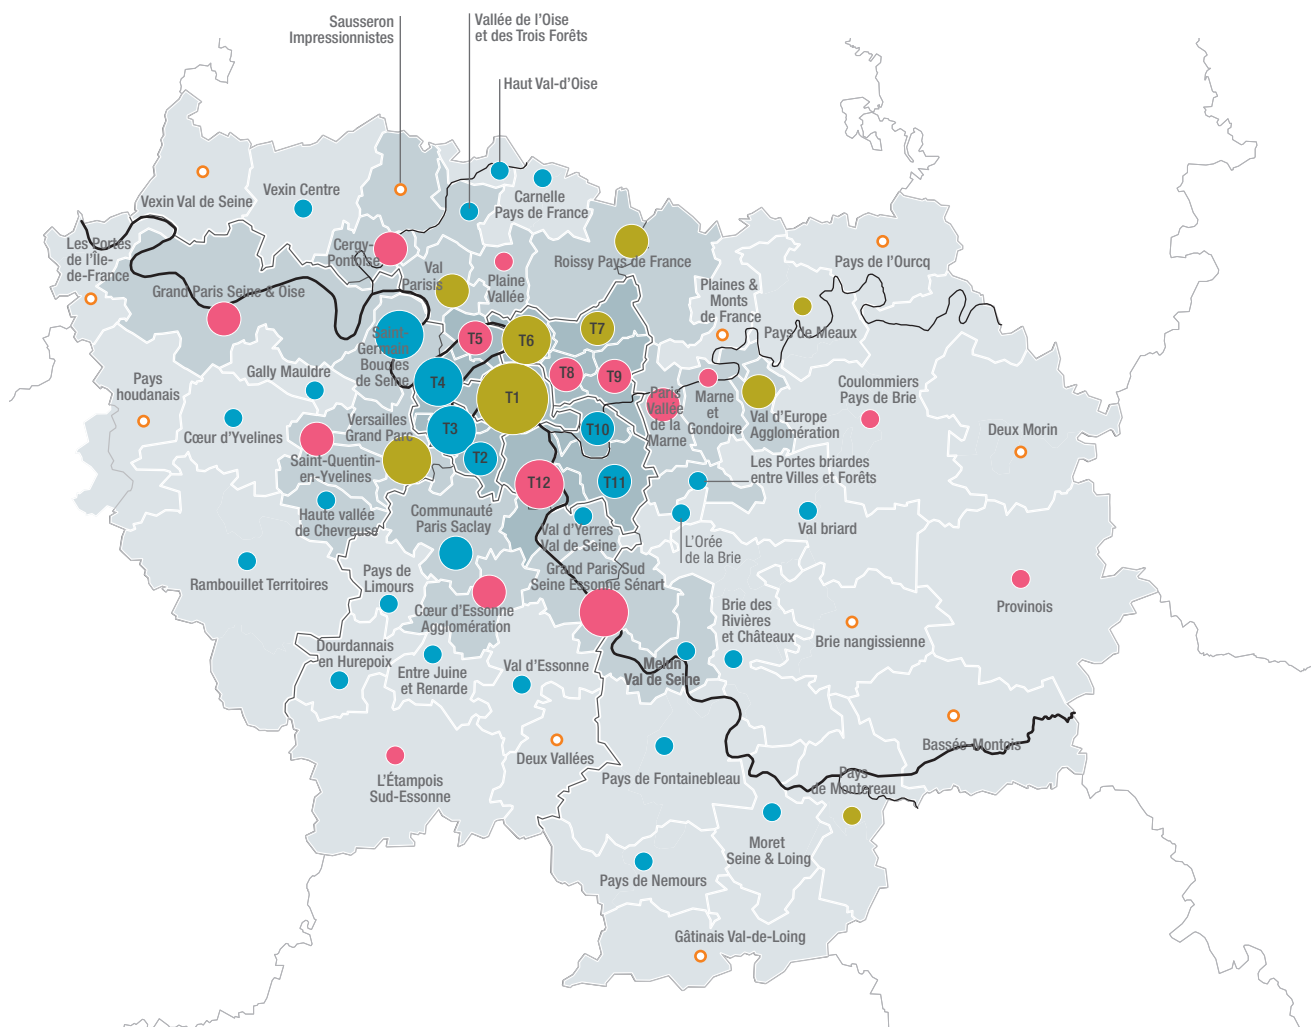 Sausseron
Impressionnistes
Vallée de l’Oise
et des Trois Forêts
Haut Val-d’Oise
Vexin Val de Seine
Vexin Centre
Carnelle
Pays de France
Les Portes
de l’Île-
de-France
Cergy-
Pontoise
Val
Parisis
Plaine
Vallée
Roissy Pays de France
Pays de l’Ourcq
Grand Paris Seine & Oise
Plaines &
Monts
de France
Pays de Meaux
Saint-
Germain
Boucles
de Seine
T5
T6
T7
T8
T9
T4
T1
Pays
houdanais
Gally Mauldre
Cœur d’Yvelines
Versailles
Grand Parc
T3
T2
T10
T11
T12
Paris
Vallée
de la
Marne
Marne
et
Gondoire
Val d’Europe
Agglomération
Coulommiers
Pays de Brie
Deux Morin
Saint-Quentin-
en-Yvelines
Les Portes briardes
entre Villes et Forêts
Haute vallée
de Chevreuse
Communauté
Paris Saclay
Val d’Yerres
Val de Seine
L’Orée
de la Brie
Val briard
Rambouillet Territoires
Pays de
Limours
Grand Paris Sud
Seine Essonne Sénart
Cœur d’Essonne
Agglomération
Brie des
Rivières
et Châteaux
Provinois
Brie nangissienne
Dourdannais
en Hurepoix
Entre Juine
et Renarde
Val d’Essonne
Melun
Val de Seine
Bassée-Montois
Deux Vallées
L’Étampois
Sud-Essonne
Pays de Fontainebleau
Pays
de Montereau
Moret
Seine & Loing
Pays de Nemours
Gâtinais Val-de-Loing